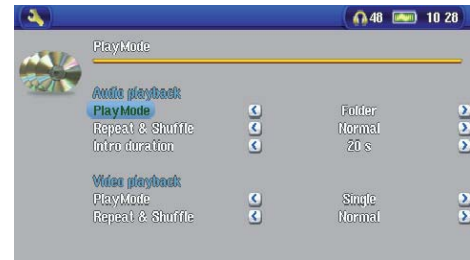 48 10 28
PlayMode
Audio playback
PlayMode Folder
Repeat & Shuffle Normal
Intro duration 20 s
Video playback
PlayMode Single
Repeat & Shuffle Normal